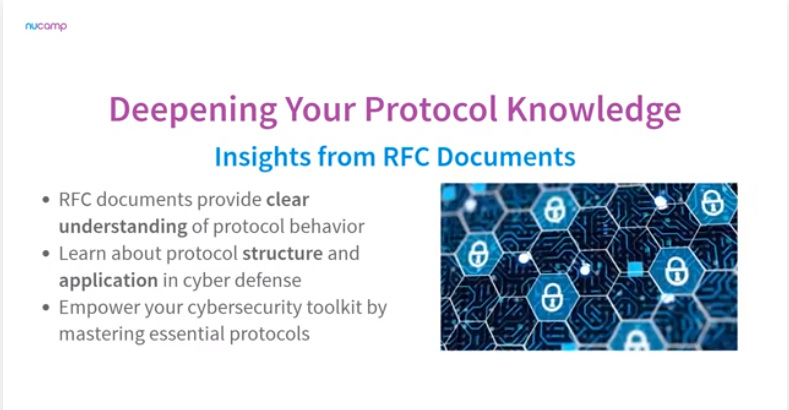 nucamp
Deepening Your Protocol Knowledge
Insights from RFC Documents
• RFC documents provide clear
understanding of protocol behavior
• Learn about protocol structure and
application in cyber defense
• Empower your cybersecurity toolkit by
mastering essential protocols